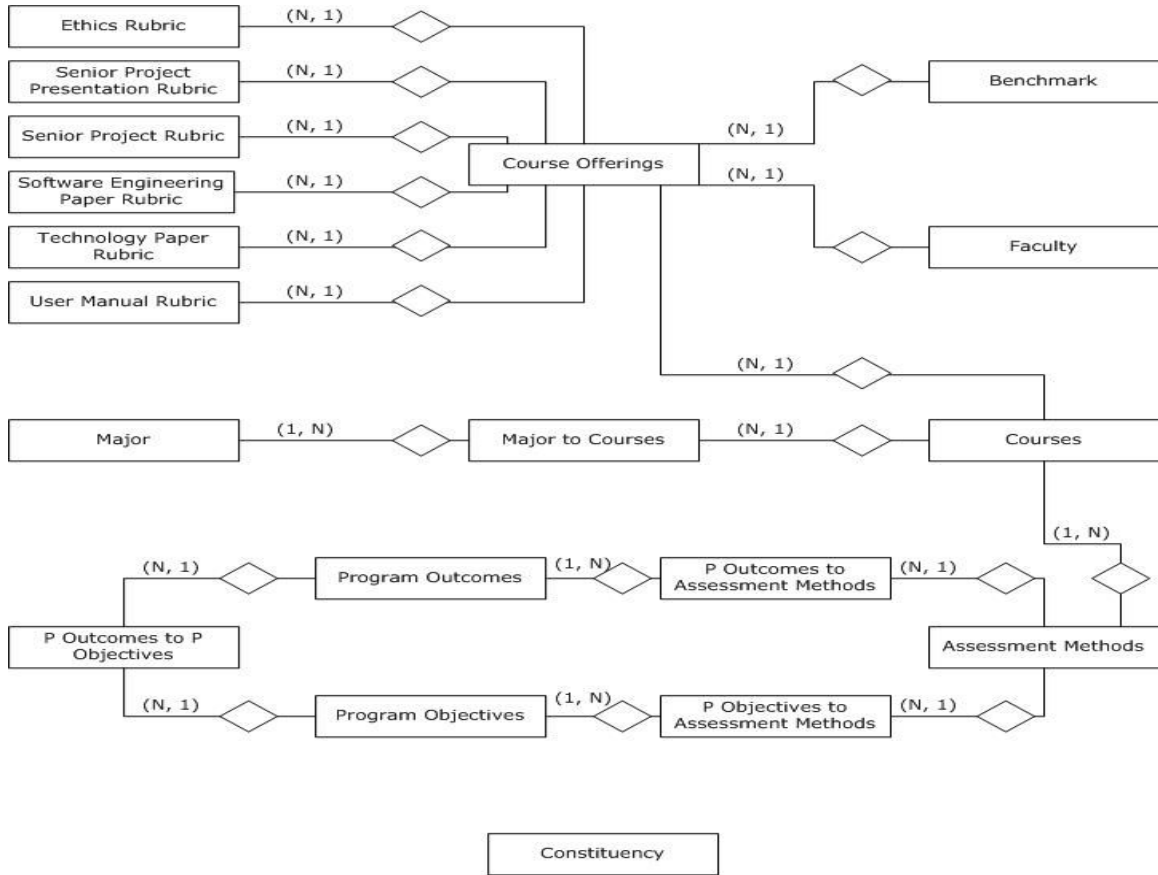 Ethics Rubric
(N, 1)
Senior Project
Presentation Rubric
(N, 1)
Benchmark
Senior Project Rubric
(N, 1)
(N, 1)
Course Offerings
Software Engineering
Paper Rubric
(N, 1)
(N, 1)
Technology Paper
Rubric
(N, 1)
Faculty
User Manual Rubric
(N, 1)
(N, 1)
Major
(1, N)
Major to Courses
(N, 1)
Courses
(1, N)
(N, 1)
Program Outcomes
(1, N)
P Outcomes to
Assessment Methods
(N, 1)
P Outcomes to P
Objectives
Assessment Methods
(N, 1)
Program Objectives
(1, N)
P Objectives to
Assessment Methods
(N, 1)
Constituency